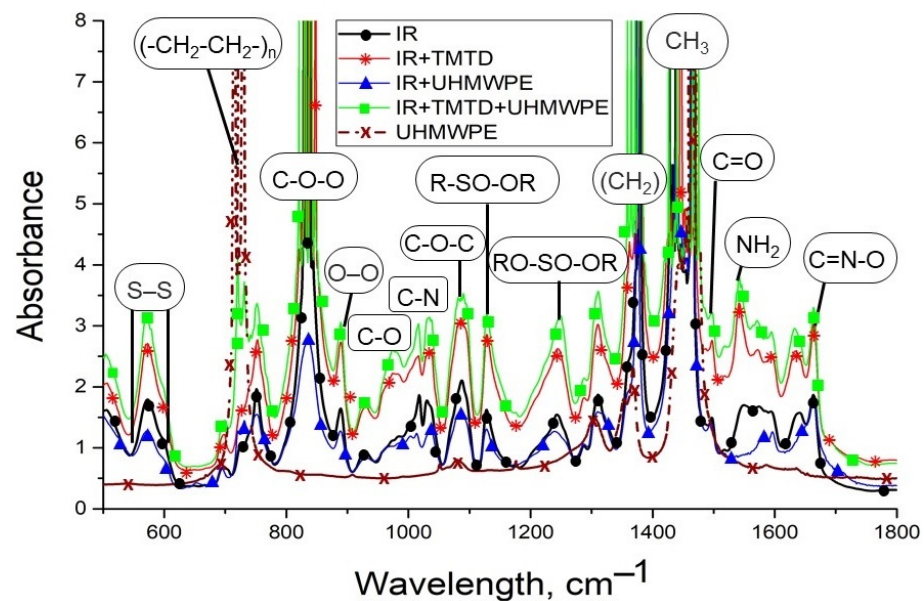 8
7
6
5
4
3
2
1
0
Absorbance
600 800 1000 1200 1400 1600 1800
Wavelength, cm⁻¹
IR
IR+TMTD
IR+UHMWPE
IR+TMTD+UHMWPE
UHMWPE
(-CH₂-CH₂-)ₙ
CH₃
C-O-O
R-SO-OR
(CH₂)
C=O
C-O-C
NH₂
O–O
RO-SO-OR
C=N-O
S–S
C-N
C-O